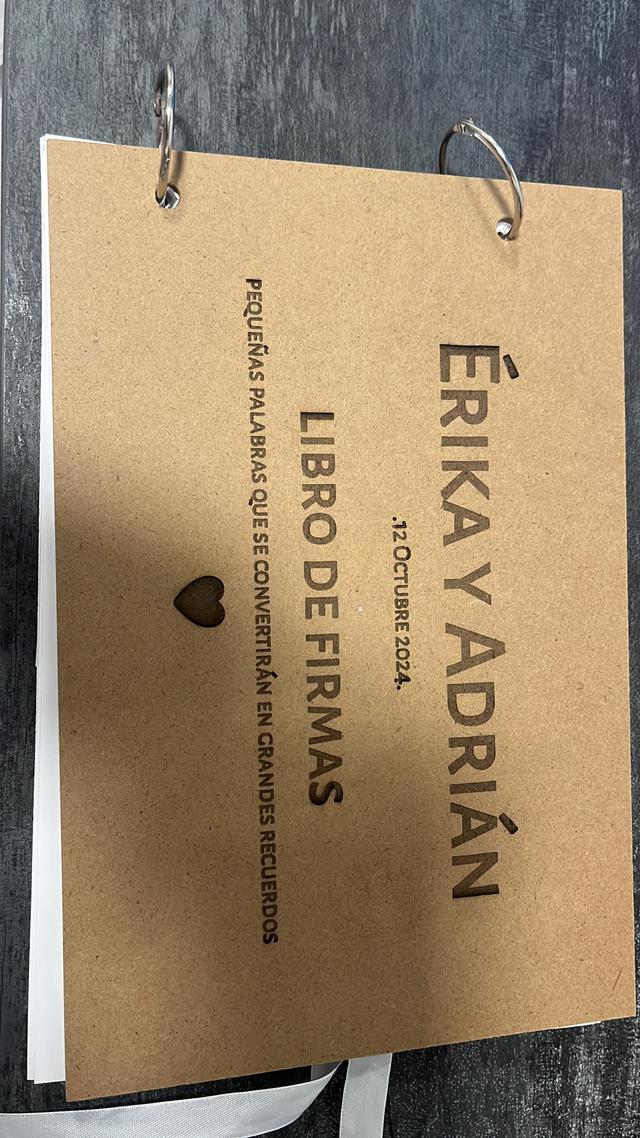 ÉRIKA Y ADRIÁN
.12 OCTUBRE 2024.
LIBRO DE FIRMAS
PEQUEÑAS PALABRAS QUE SE CONVERTIRÁN EN GRANDES RECUERDOS